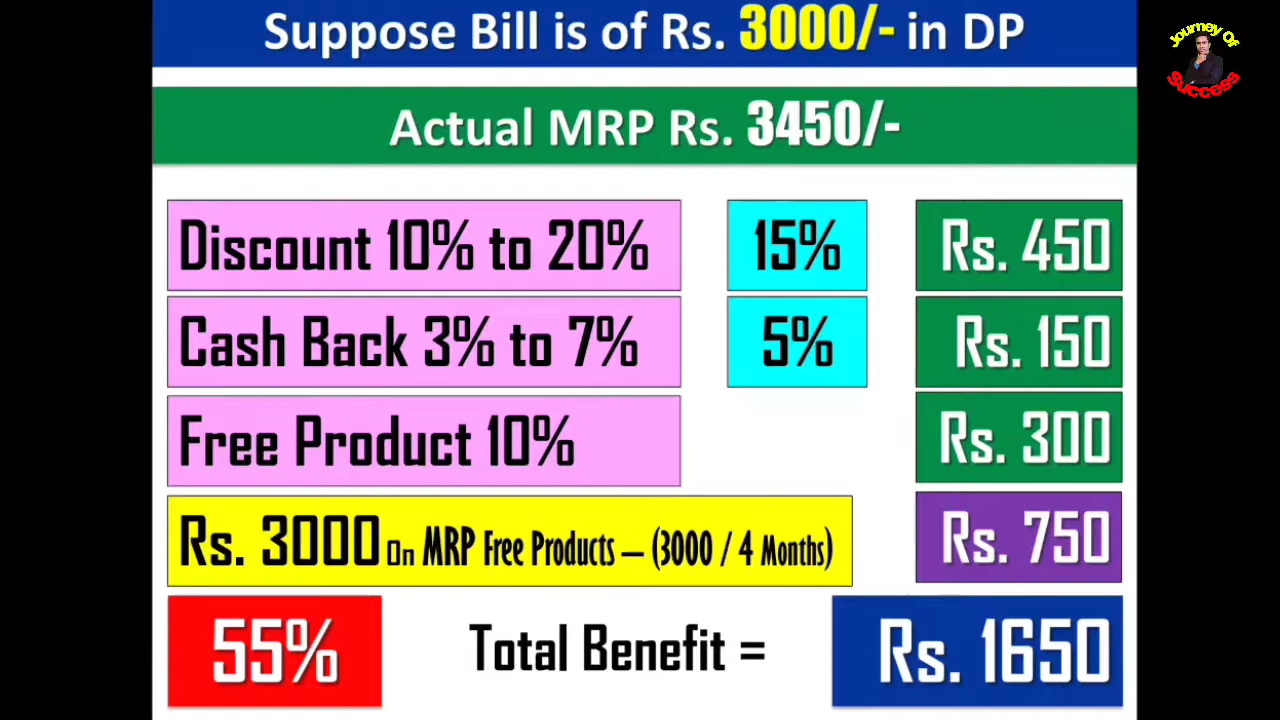 Suppose Bill is of Rs. 3000/- in DP
Journey Of
Success
Actual MRP Rs. 3450/-
Discount 10% to 20% 15% Rs. 450
Cash Back 3% to 7% 5% Rs. 150
Free Product 10% Rs. 300
Rs. 3000 On MRP Free Products – (3000 / 4 Months) Rs. 750
55% Total Benefit = Rs. 1650